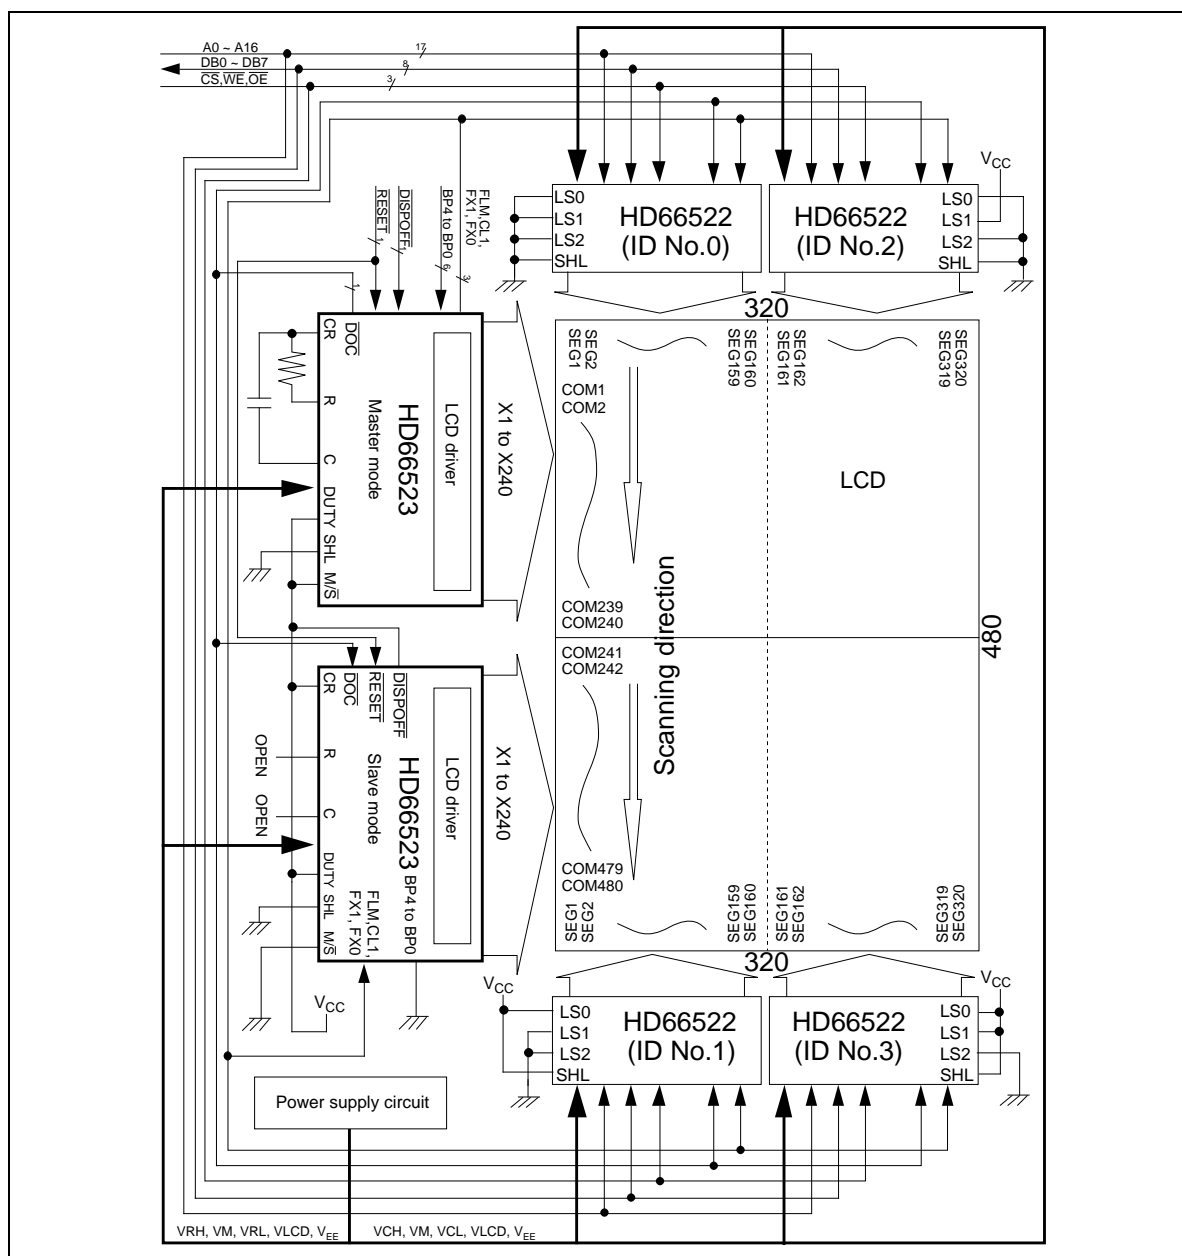 A0 ~ A16
17
DB0 ~ DB7
8
CS,WE,OE
3
VCC
LS0
LS1
LS2
SHL
HD66522
(ID No.0)
HD66522
(ID No.2)
LS0
LS1
LS2
SHL
RESET
1
DISPOFF
1
BP4 to BP0
6
FLM,CL1,
FX1, FX0
3
1
320
CR
DOC
R
C
DUTY
SHL
M/S
HD66523
Master mode
LCD driver
X1 to X240
SEG1
SEG2
SEG159
SEG160
SEG161
SEG162
SEG319
SEG320
COM1
COM2
LCD
COM239
COM240
Scanning direction
480
COM241
COM242
CR
DOC
RESET
DISPOFF
OPEN
R
OPEN
C
DUTY
SHL
M/S
HD66523
Slave mode
LCD driver
X1 to X240
BP4 to BP0
FLM,CL1,
FX1, FX0
COM479
COM480
SEG1
SEG2
SEG159
SEG160
SEG161
SEG162
SEG319
SEG320
320
VCC
VCC
VCC
LS0
LS1
LS2
SHL
HD66522
(ID No.1)
HD66522
(ID No.3)
LS0
LS1
LS2
SHL
Power supply circuit
VRH, VM, VRL, VLCD, VEE
VCH, VM, VCL, VLCD, VEE